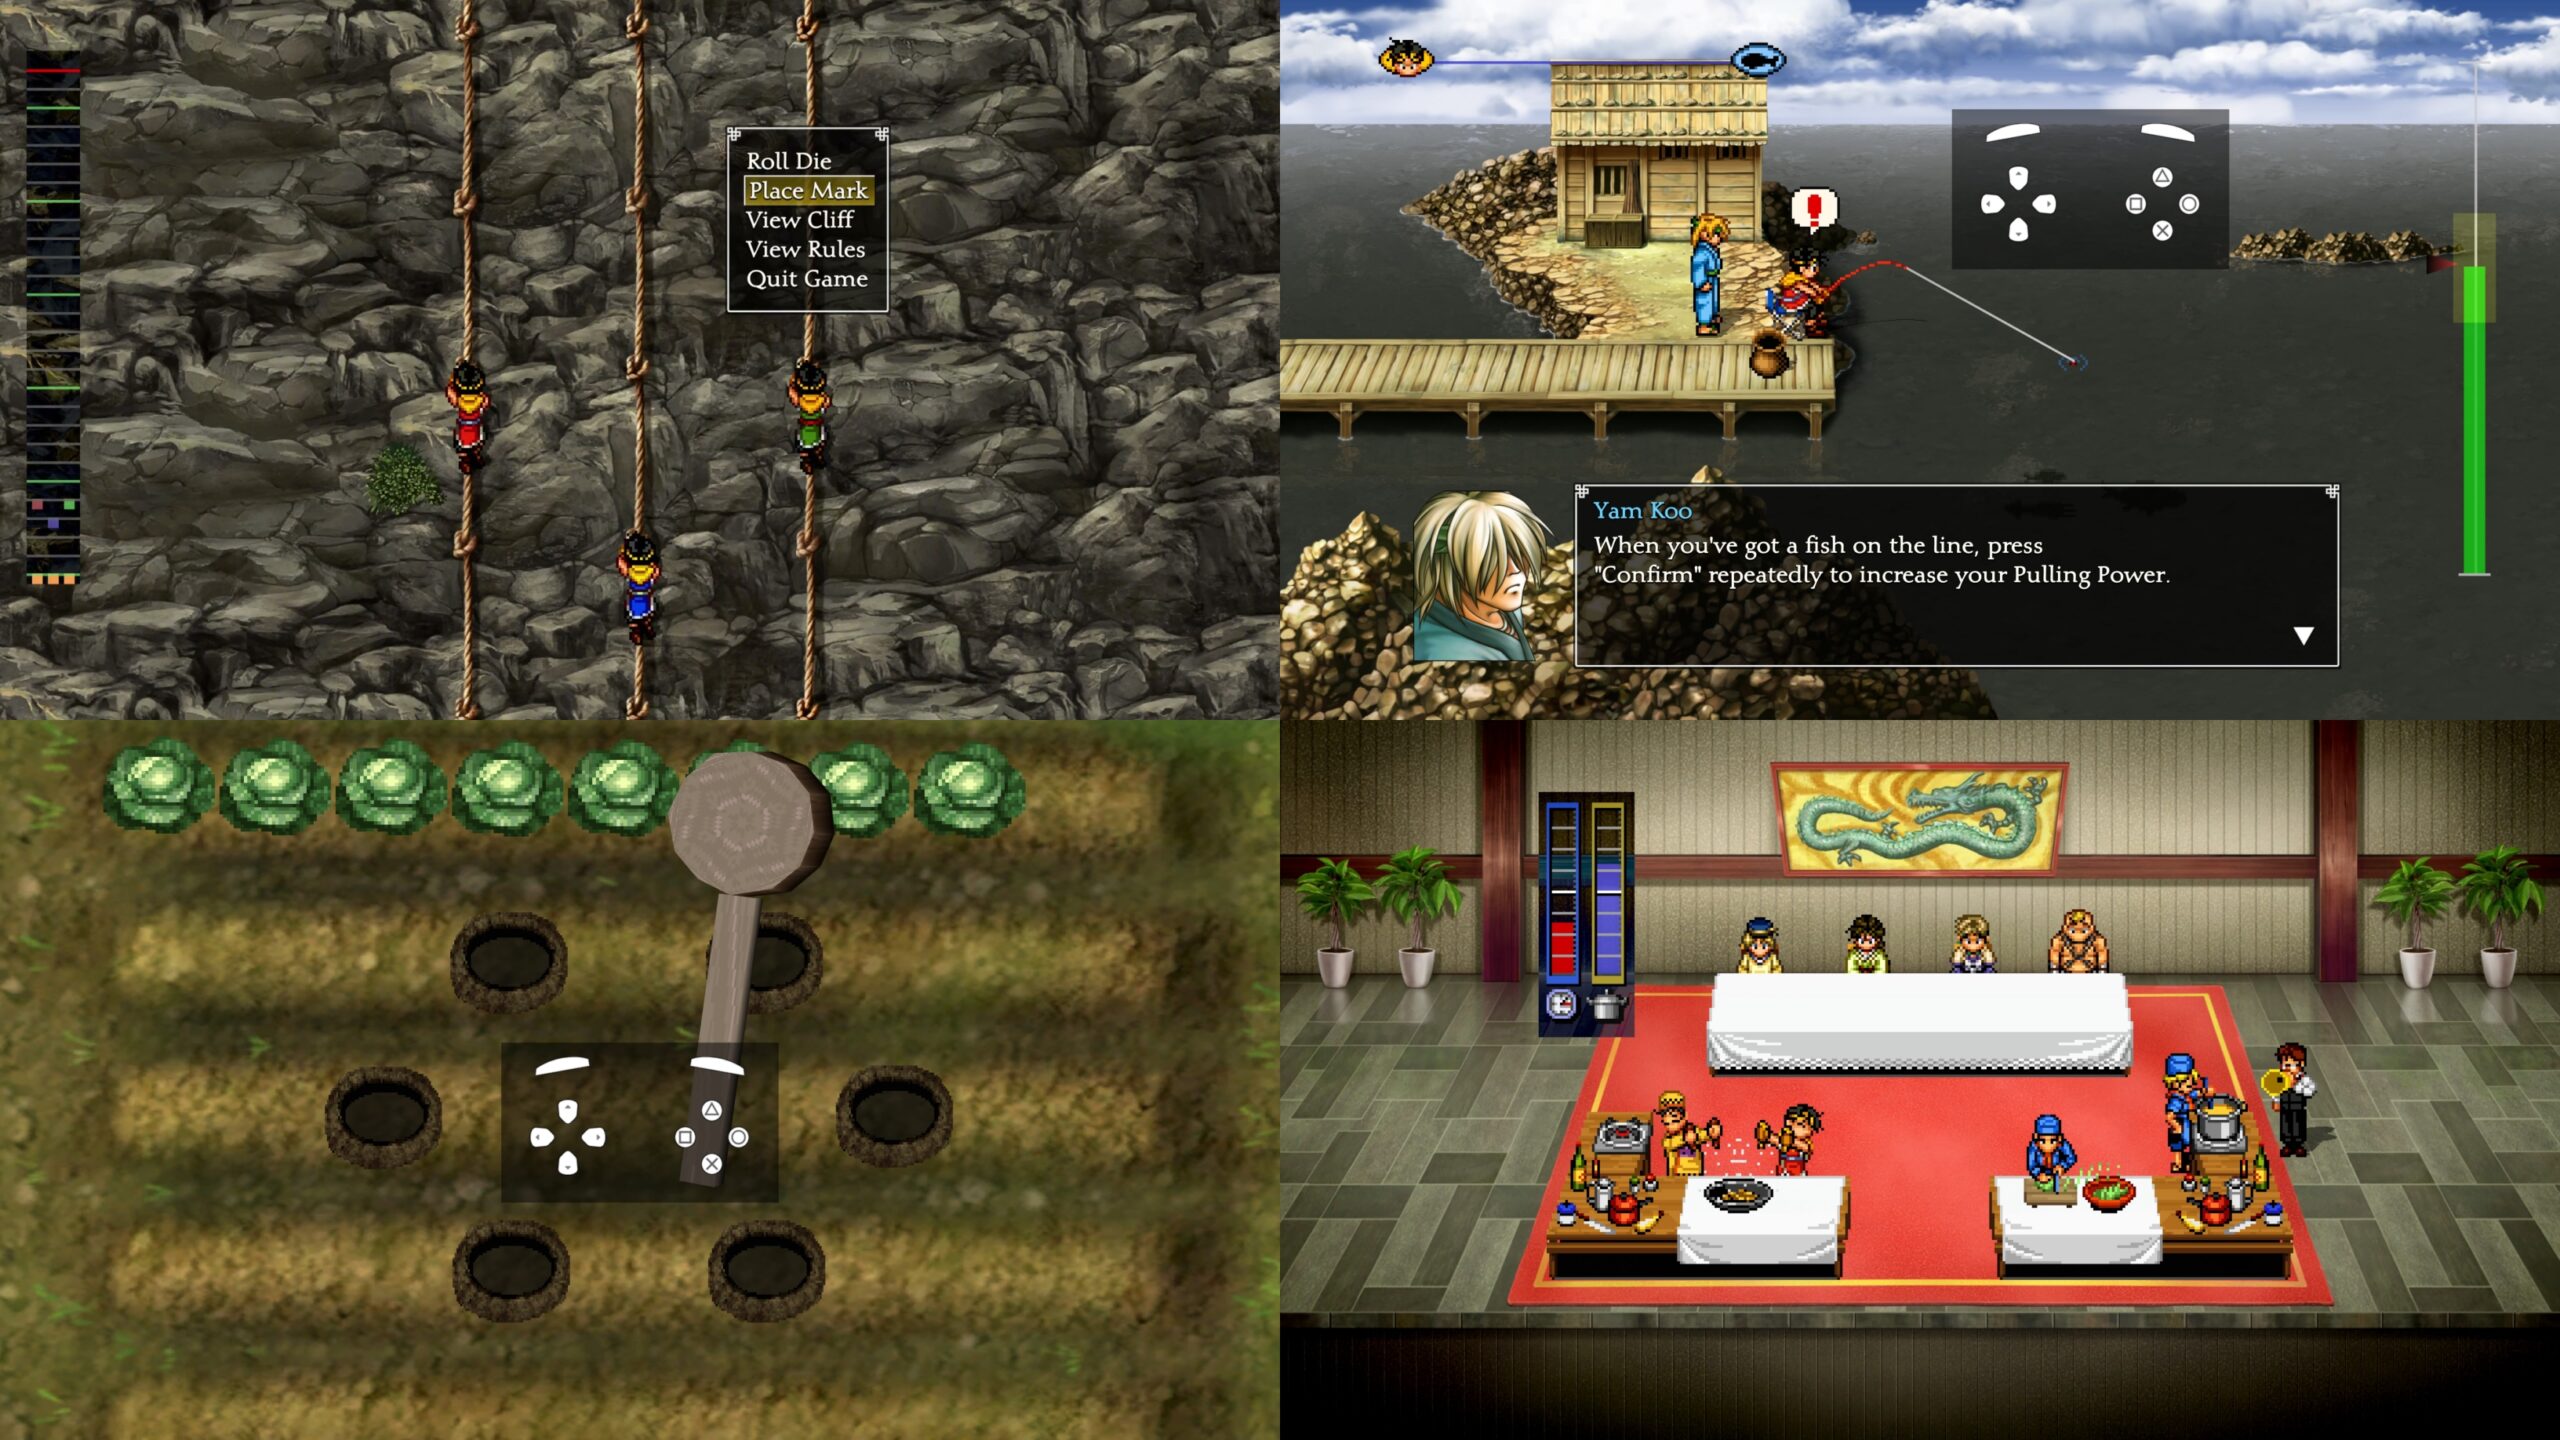 Roll Die
Place Mark
View Cliff
View Rules
Quit Game
Yam Koo
When you've got a fish on the line, press
"Confirm" repeatedly to increase your Pulling Power.